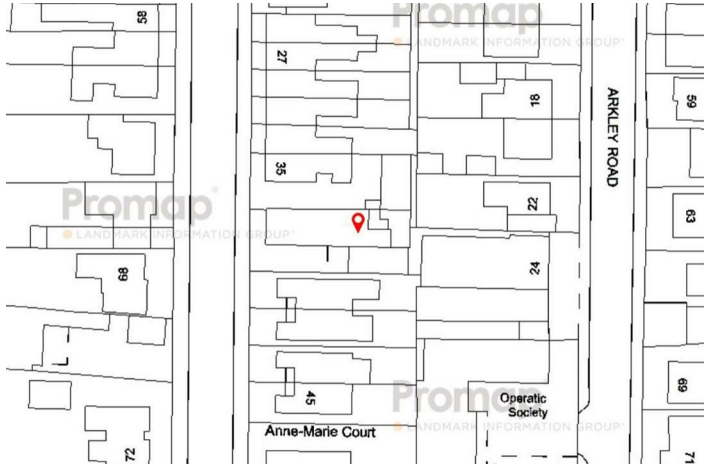 58
27
Promap
LANDMARK INFORMATION GROUP
18
59
ARKLEY ROAD
35
22
63
Promap®
LANDMARK INFORMATION GROUP
68
24
45
Promap
Operatic
Society
LANDMARK INFORMATION GROUP
69
Anne-Marie Court
72
71